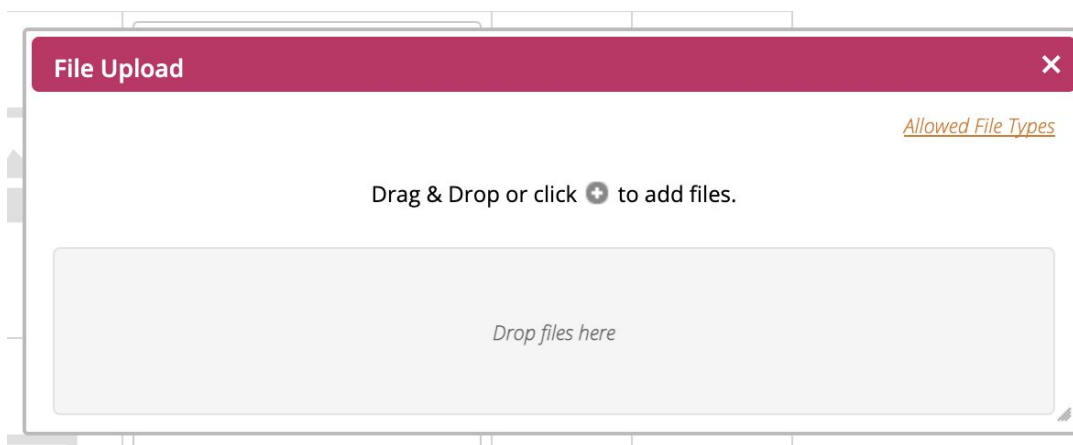 File Upload
Allowed File Types
Drag & Drop or click to add files.
Drop files here